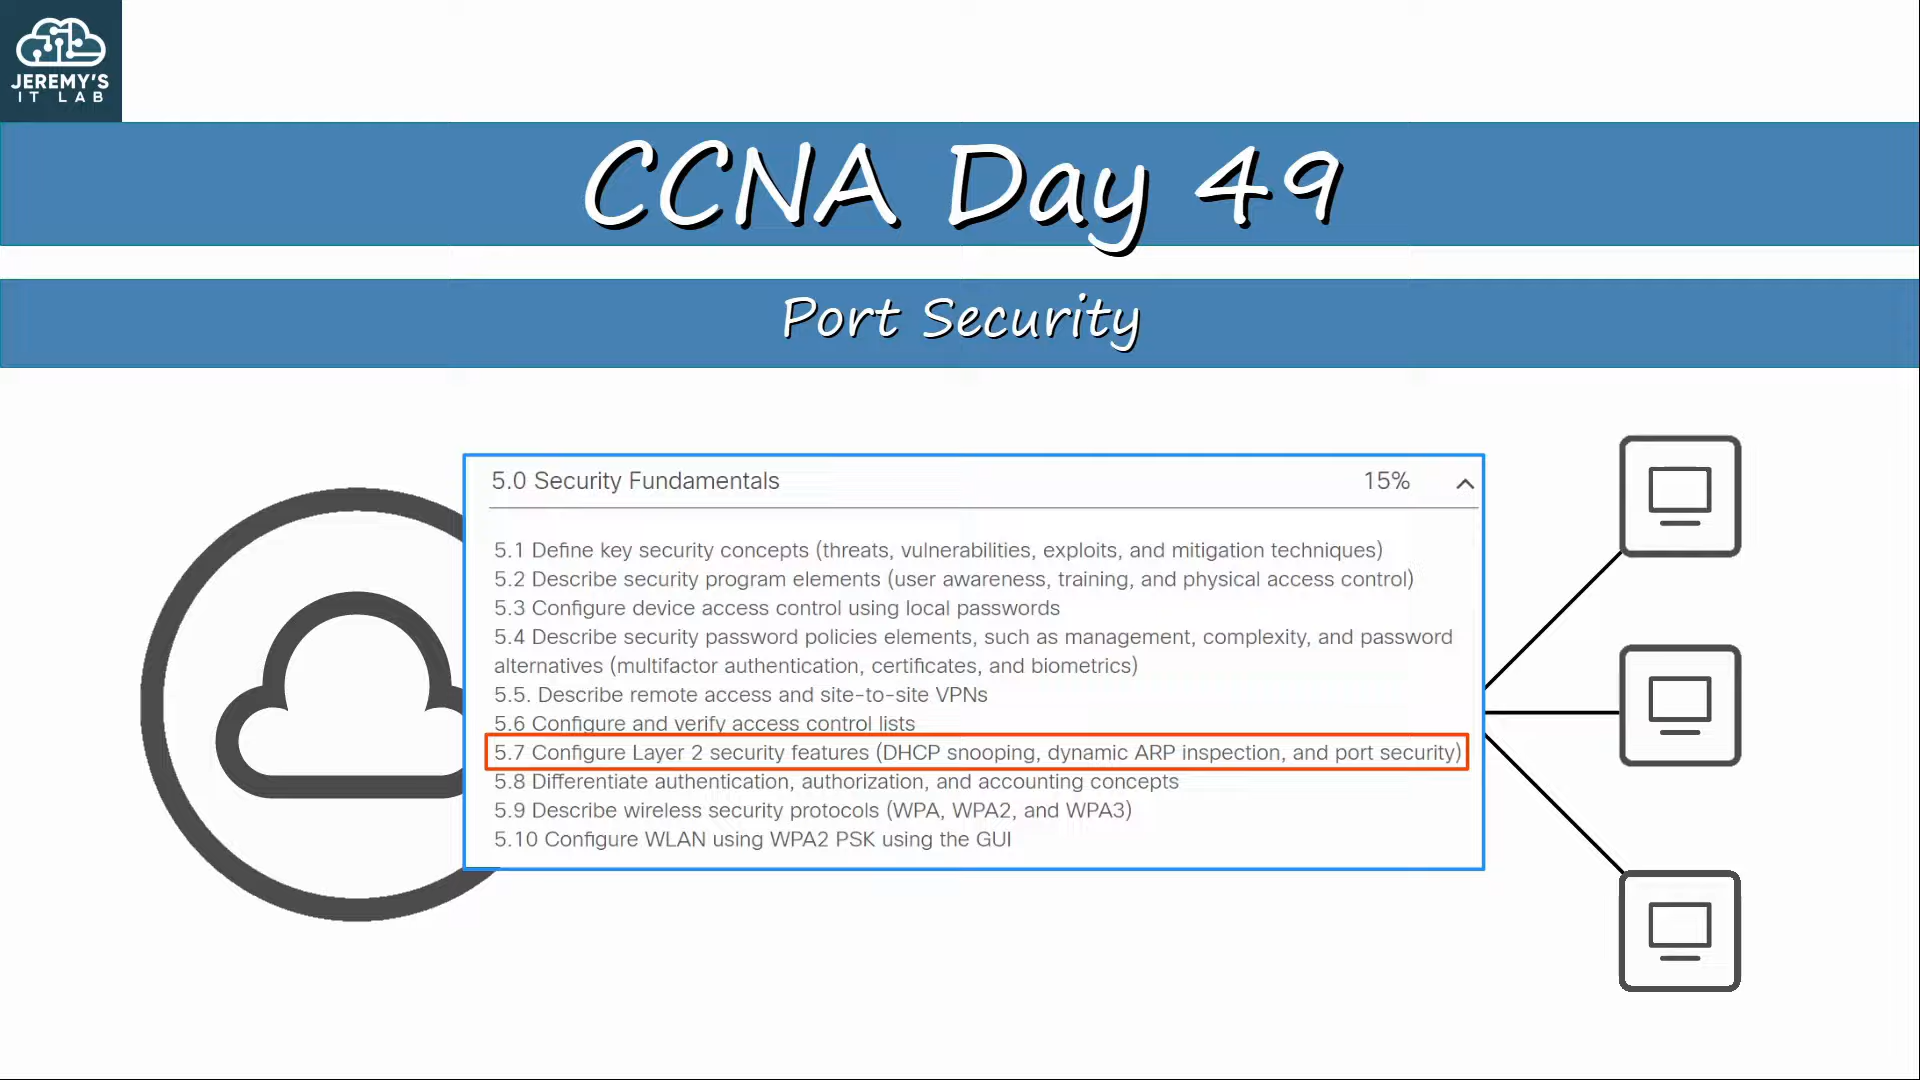 JEREMY'S
IT LAB
CCNA Day 49
Port Security
5.0 Security Fundamentals 15%
5.1 Define key security concepts (threats, vulnerabilities, exploits, and mitigation techniques)
5.2 Describe security program elements (user awareness, training, and physical access control)
5.3 Configure device access control using local passwords
5.4 Describe security password policies elements, such as management, complexity, and password
alternatives (multifactor authentication, certificates, and biometrics)
5.5. Describe remote access and site-to-site VPNs
5.6 Configure and verify access control lists
5.7 Configure Layer 2 security features (DHCP snooping, dynamic ARP inspection, and port security)
5.8 Differentiate authentication, authorization, and accounting concepts
5.9 Describe wireless security protocols (WPA, WPA2, and WPA3)
5.10 Configure WLAN using WPA2 PSK using the GUI